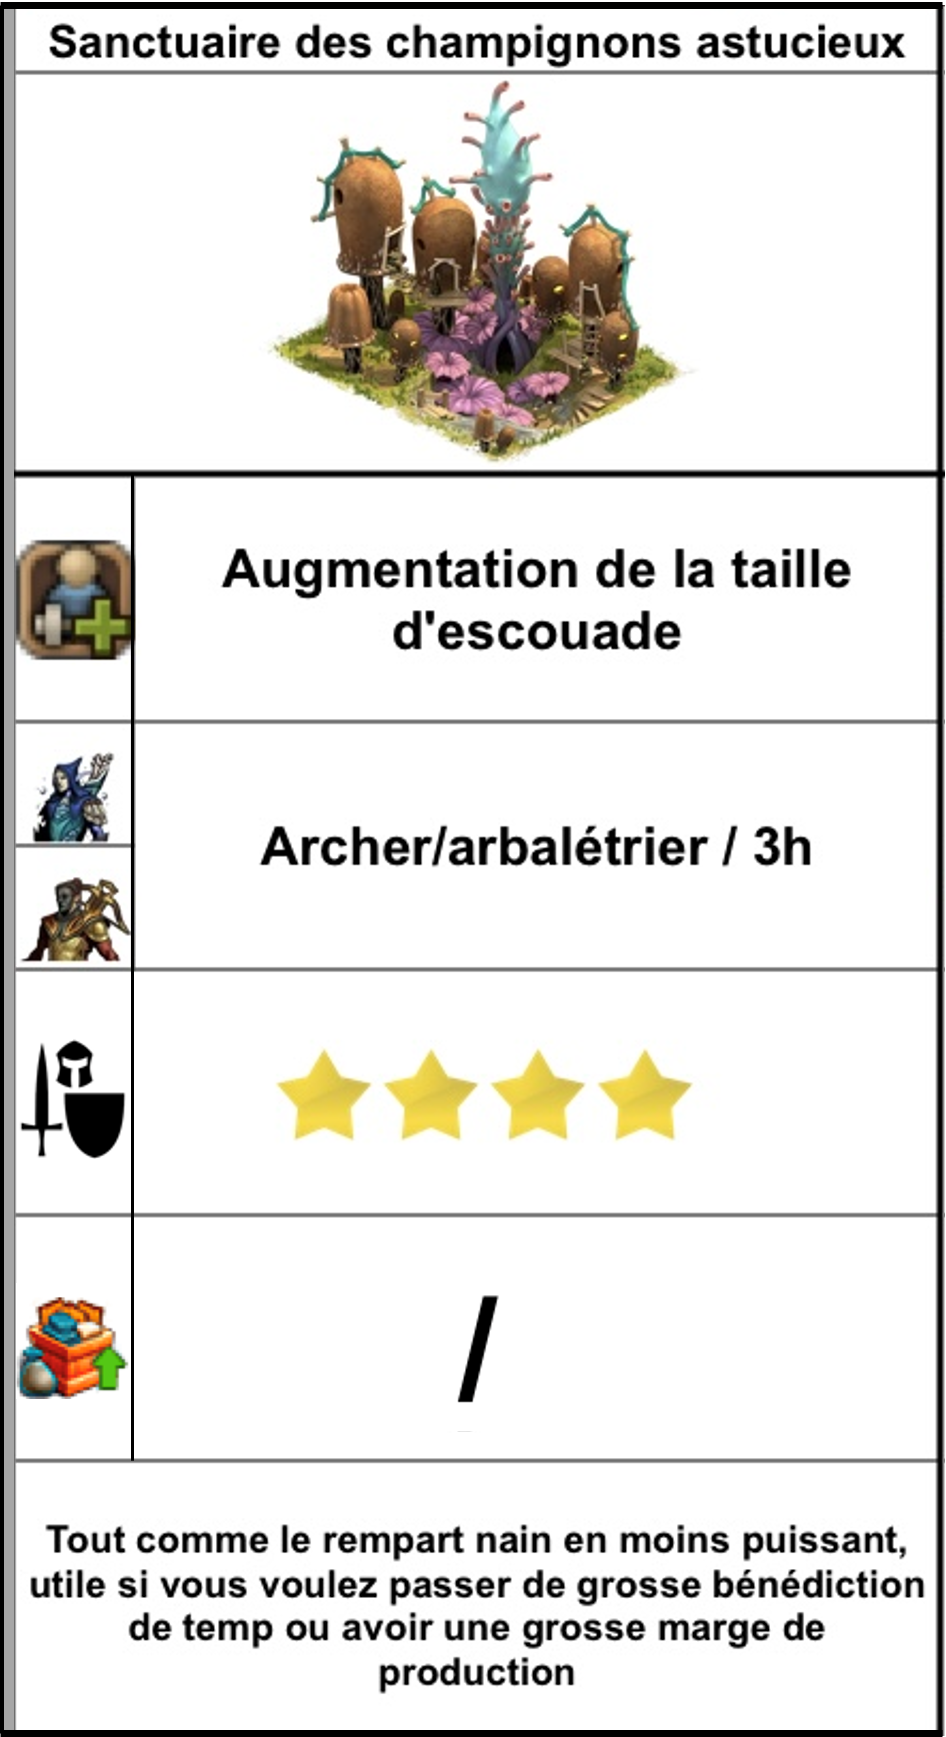 Sanctuaire des champignons astucieux
Augmentation de la taille
d'escouade
Archer/arbalétrier / 3h
/
Tout comme le rempart nain en moins puissant,
utile si vous voulez passer de grosse bénédiction
de temp ou avoir une grosse marge de
production